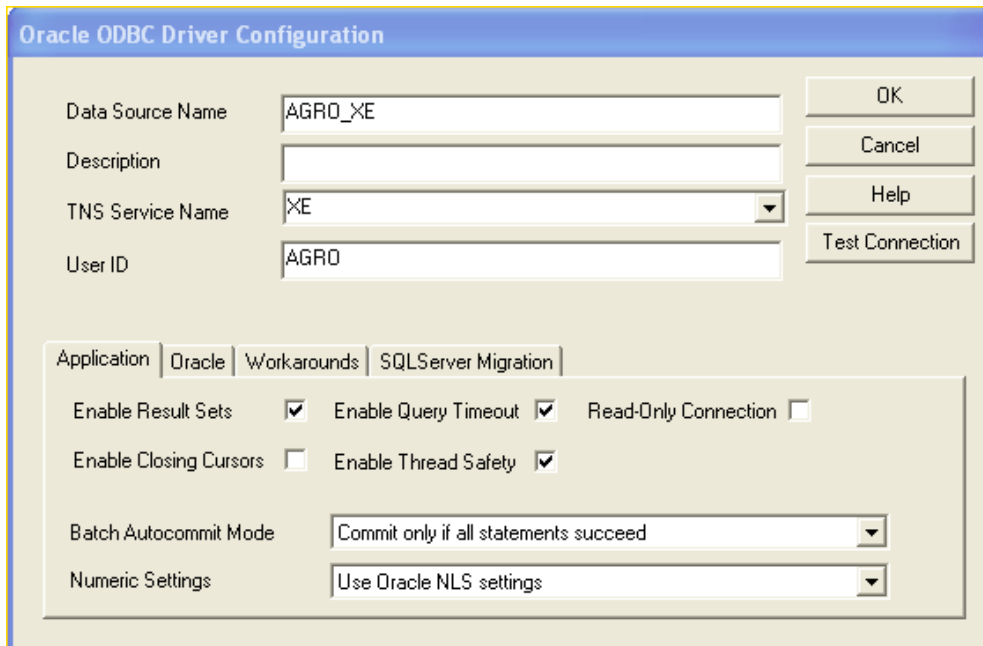 Oracle ODBC Driver Configuration
Data Source Name AGRO_XE OK
Description Cancel
TNS Service Name XE Help
User ID AGRO Test Connection
Application Oracle Workarounds SQLServer Migration
Enable Result Sets Enable Query Timeout Read-Only Connection
Enable Closing Cursors Enable Thread Safety
Batch Autocommit Mode Commit only if all statements succeed
Numeric Settings Use Oracle NLS settings